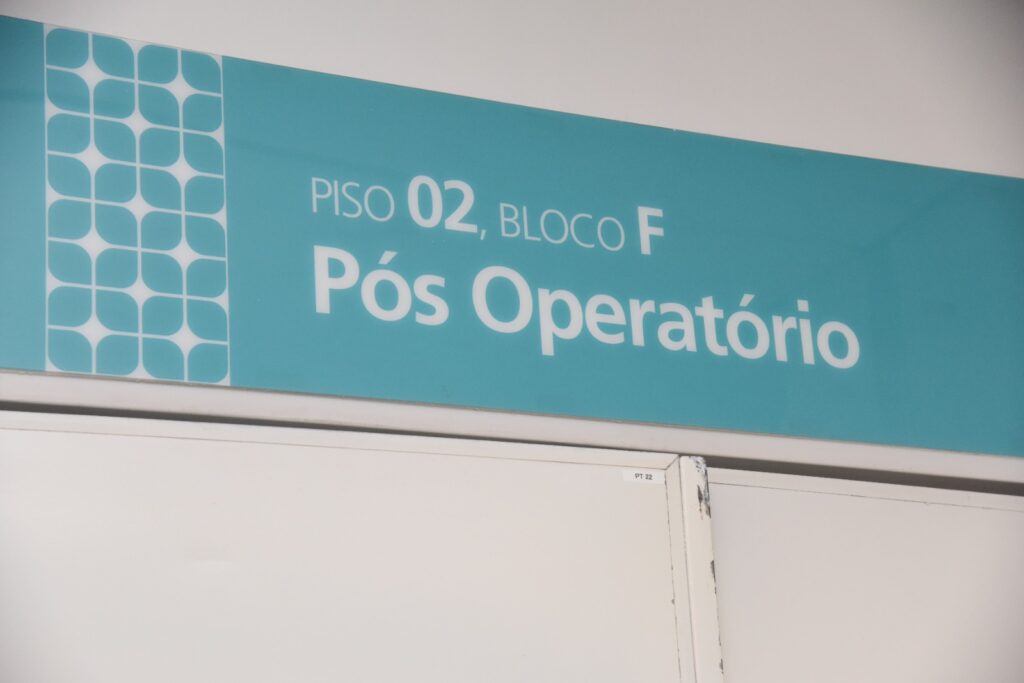 PISO 02, BLOCO F
Pós Operatório
PT 22